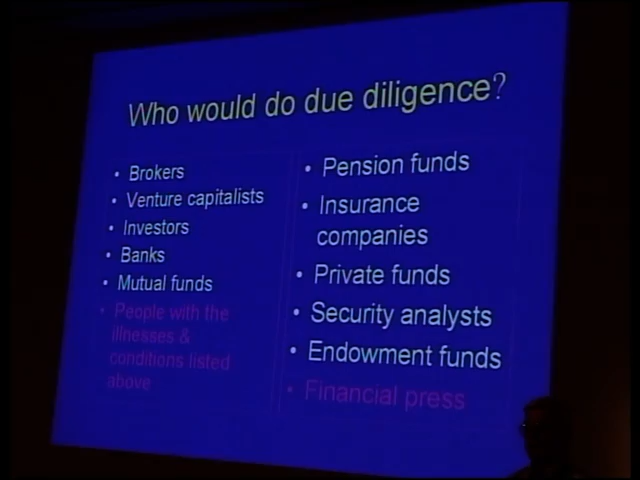 Who would do due diligence?
• Brokers
• Venture capitalists
• Investors
• Banks
• Mutual funds
• People with the
illnesses &
conditions listed
above
• Pension funds
• Insurance
companies
• Private funds
• Security analysts
• Endowment funds
• Financial press